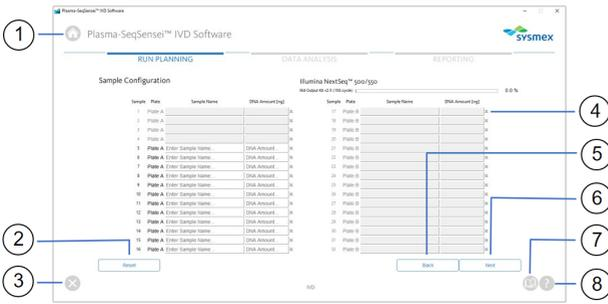 Plasma-SeqSensei™ IVD Software
1
Plasma-SeqSensei™ IVD Software
sysmex
RUN PLANNING DATA ANALYSIS REPORTING
Sample Configuration
Illumina NextSeq™ 500/550
Mid Output Kit v2.5 (150 cycle) 0.0 %
Sample Plate Sample Name DNA Amount [ng] Sample Plate Sample Name DNA Amount [ng]
1 Plate A 17 Plate B 4
2 Plate A 18 Plate B
3 Plate A 19 Plate B
4 Plate A 20 Plate B
5 Plate A Enter Sample Name... DNA Amount... 21 Plate B
6 Plate A Enter Sample Name... DNA Amount... 22 Plate B 5
7 Plate A Enter Sample Name... DNA Amount... 23 Plate B
8 Plate A Enter Sample Name... DNA Amount... 24 Plate B
9 Plate A Enter Sample Name... DNA Amount... 25 Plate B
10 Plate A Enter Sample Name... DNA Amount... 26 Plate B 6
11 Plate A Enter Sample Name... DNA Amount... 27 Plate B
12 Plate A Enter Sample Name... DNA Amount... 28 Plate B
13 Plate A Enter Sample Name... DNA Amount... 29 Plate B
14 Plate A Enter Sample Name... DNA Amount... 30 Plate B
15 Plate A Enter Sample Name... DNA Amount... 31 Plate B
16 Plate A Enter Sample Name... DNA Amount... 32 Plate B
2 7
Reset Back Next
3 IVD ? 8